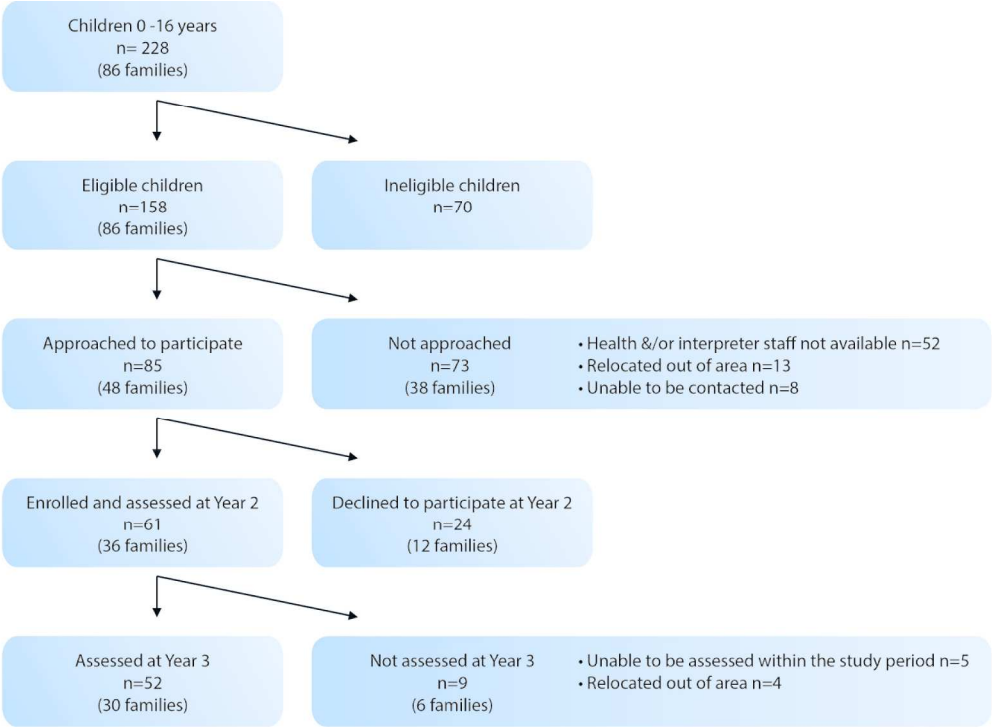 Children 0 -16 years
n= 228
(86 families)
Eligible children
n=158
(86 families)
Ineligible children
n=70
Approached to participate
n=85
(48 families)
Not approached
n=73
(38 families)
• Health &/or interpreter staff not available n=52
• Relocated out of area n=13
• Unable to be contacted n=8
Enrolled and assessed at Year 2
n=61
(36 families)
Declined to participate at Year 2
n=24
(12 families)
Assessed at Year 3
n=52
(30 families)
Not assessed at Year 3
n=9
(6 families)
• Unable to be assessed within the study period n=5
• Relocated out of area n=4